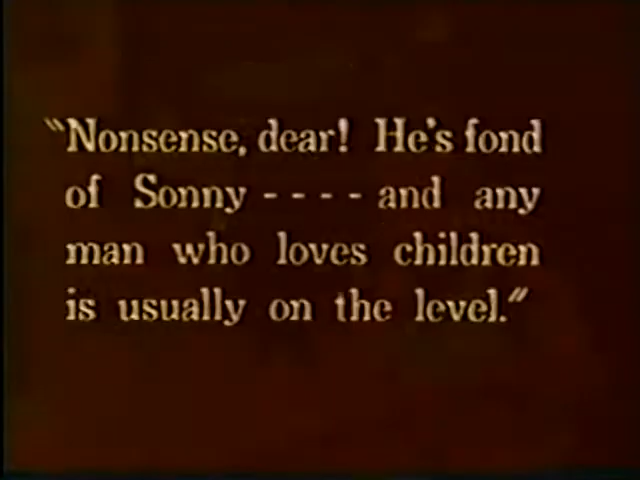 "Nonsense, dear! He's fond
of Sonny - - - - and any
man who loves children
is usually on the level."